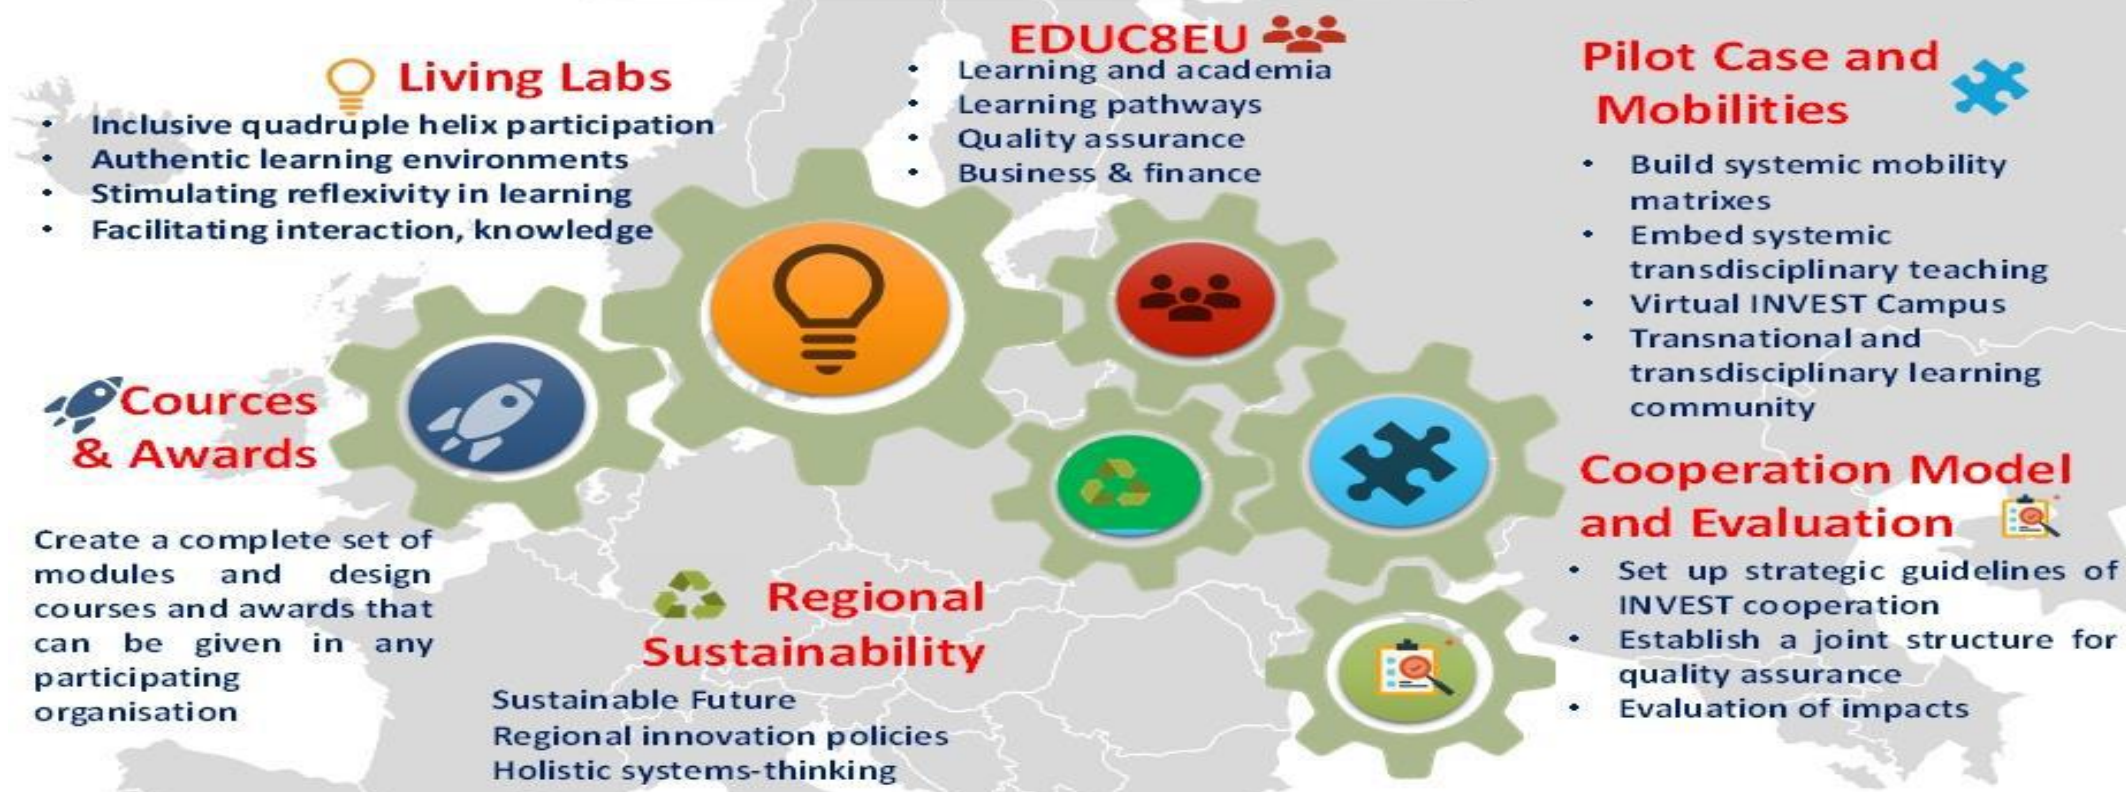 Living Labs
• Inclusive quadruple helix participation
• Authentic learning environments
• Stimulating reflexivity in learning
• Facilitating interaction, knowledge
EDUC8EU
• Learning and academia
• Learning pathways
• Quality assurance
• Business & finance
Pilot Case and
Mobilities
• Build systemic mobility
matrixes
• Embed systemic
transdisciplinary teaching
• Virtual INVEST Campus
• Transnational and
transdisciplinary learning
community
Cources
& Awards
Create a complete set of
modules and design
courses and awards that
can be given in any
participating
organisation
Regional
Sustainability
Sustainable Future
Regional innovation policies
Holistic systems-thinking
Cooperation Model
and Evaluation
• Set up strategic guidelines of
INVEST cooperation
• Establish a joint structure for
quality assurance
• Evaluation of impacts